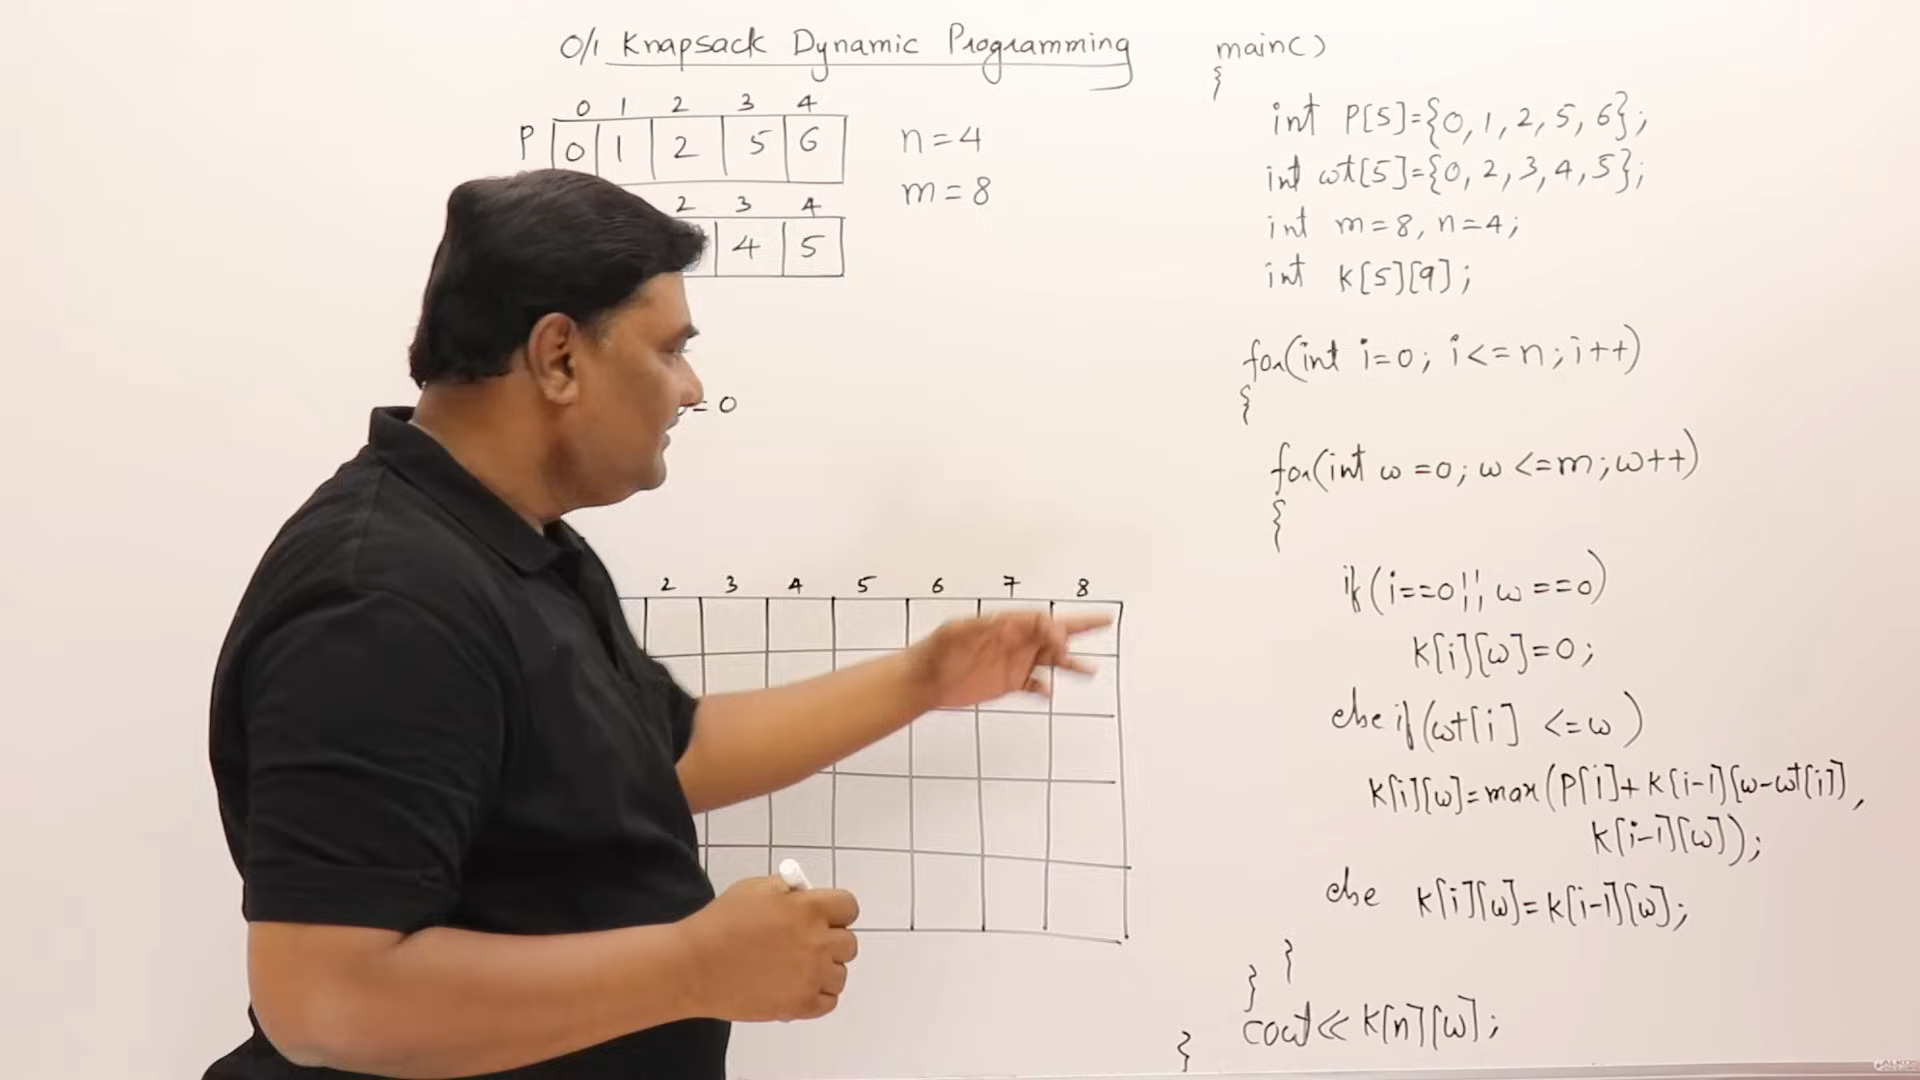 0/1 Knapsack Dynamic Programming
0 1 2 3 4
P 0 1 2 5 6
n=4
m=8
2 3 4
4 5
=0
2 3 4 5 6 7 8
main()
{
int P[5]={0,1,2,5,6};
int wt[5]={0,2,3,4,5};
int m=8, n=4;
int k[5][9];
for(int i=0; i<=n; i++)
{
for(int w=0; w<=m; w++)
{
if(i==0 || w==0)
k[i][w]=0;
else if(wt[i] <=w)
k[i][w]=max(P[i]+k[i-1][w-wt[i]],
k[i-1][w]);
else k[i][w]=k[i-1][w];
}
}
cout<< k[n][w];
}